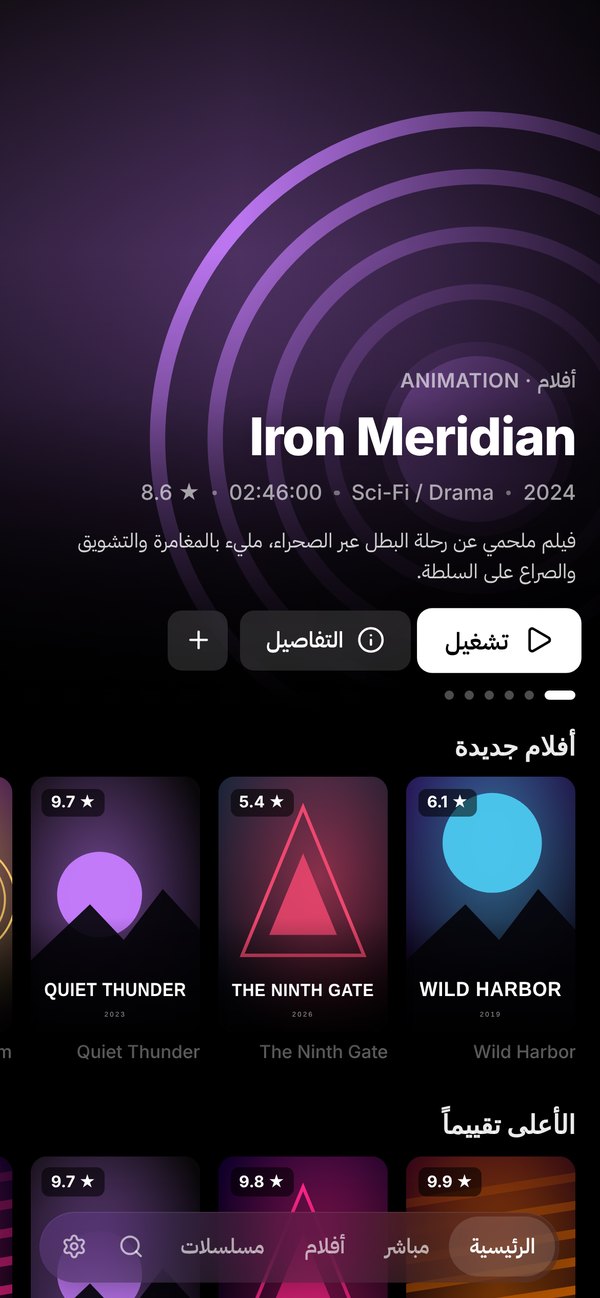 أفلام · ANIMATION
Iron Meridian
2024 • Sci-Fi / Drama • 02:46:00 • ★ 8.6
فيلم ملحمي عن رحلة البطل عبر الصحراء، مليء بالمغامرة والتشويق
والصراع على السلطة.
تشغيل
التفاصيل
+
أفلام جديدة
6.1 ★
5.4 ★
9.7 ★
WILD HARBOR
2019
THE NINTH GATE
2026
QUIET THUNDER
2023
Wild Harbor
The Ninth Gate
Quiet Thunder
m
الأعلى تقييماً
9.9 ★
9.8 ★
9.7 ★
الرئيسية
مباشر
أفلام
مسلسلات